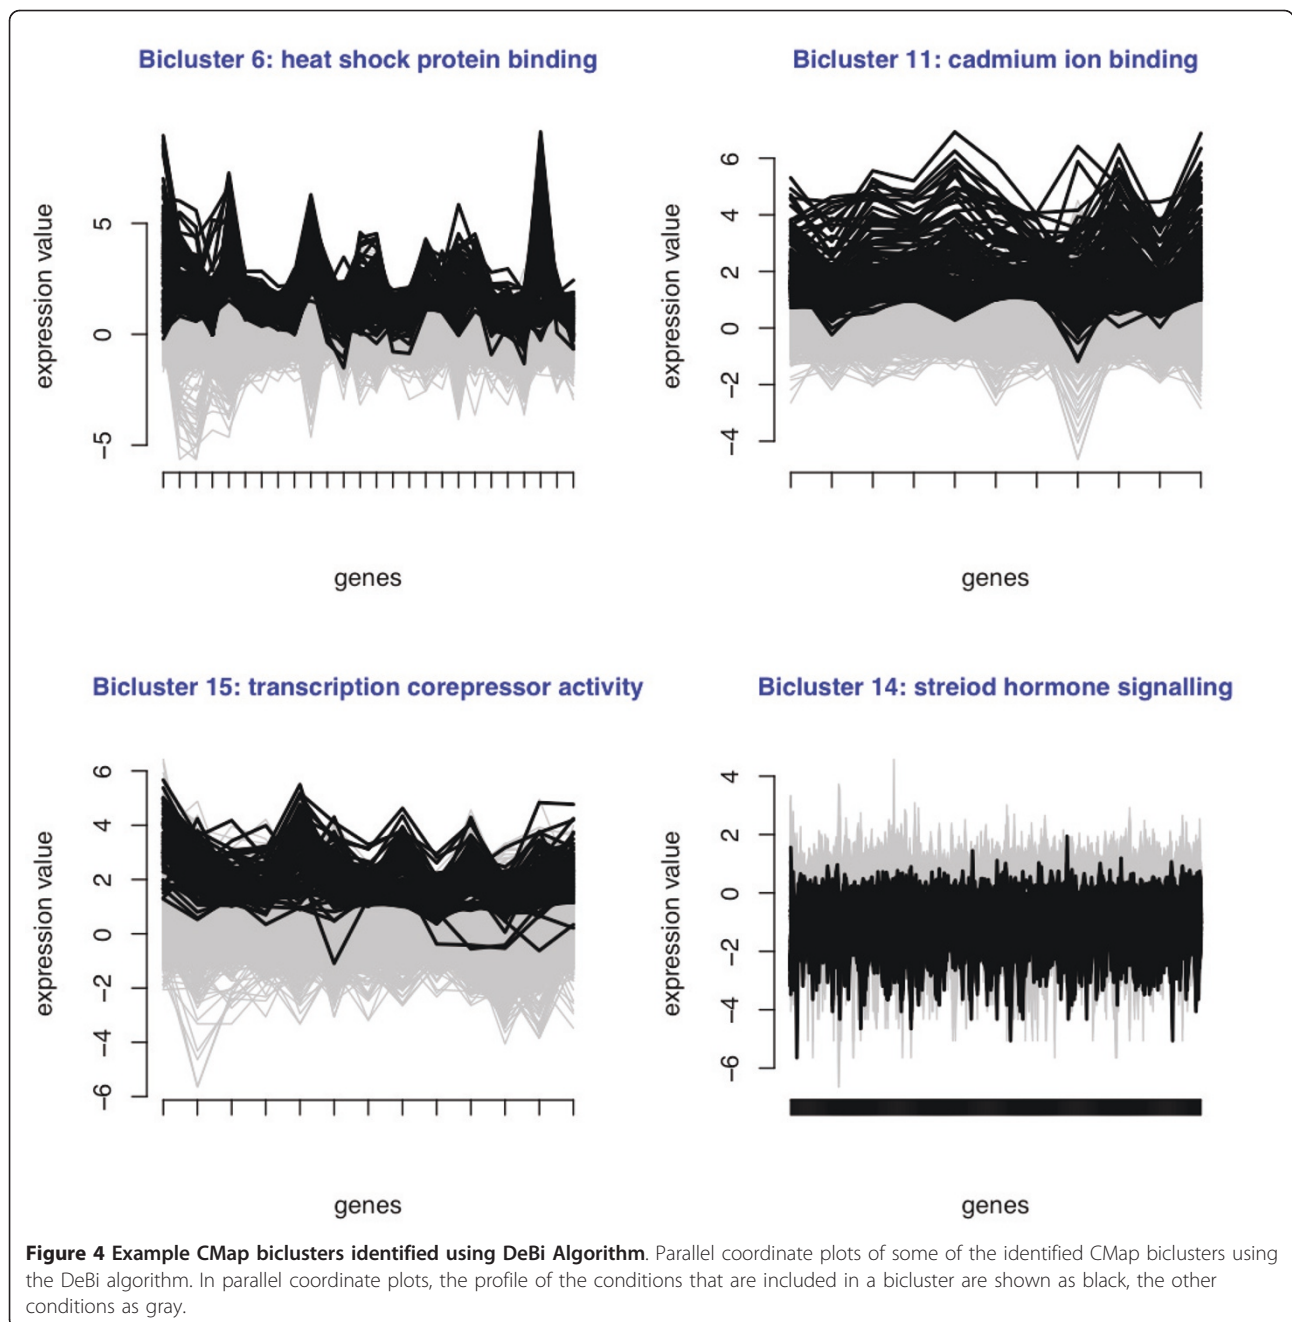 Bicluster 6: heat shock protein binding
expression value
5
0
−5
genes
Bicluster 11: cadmium ion binding
expression value
6
4
2
0
−2
−4
genes
Bicluster 15: transcription corepressor activity
expression value
6
4
2
0
−2
−4
−6
genes
Bicluster 14: streiod hormone signalling
expression value
4
2
0
−2
−4
−6
genes
Figure 4 Example CMap biclusters identified using DeBi Algorithm. Parallel coordinate plots of some of the identified CMap biclusters using
the DeBi algorithm. In parallel coordinate plots, the profile of the conditions that are included in a bicluster are shown as black, the other
conditions as gray.